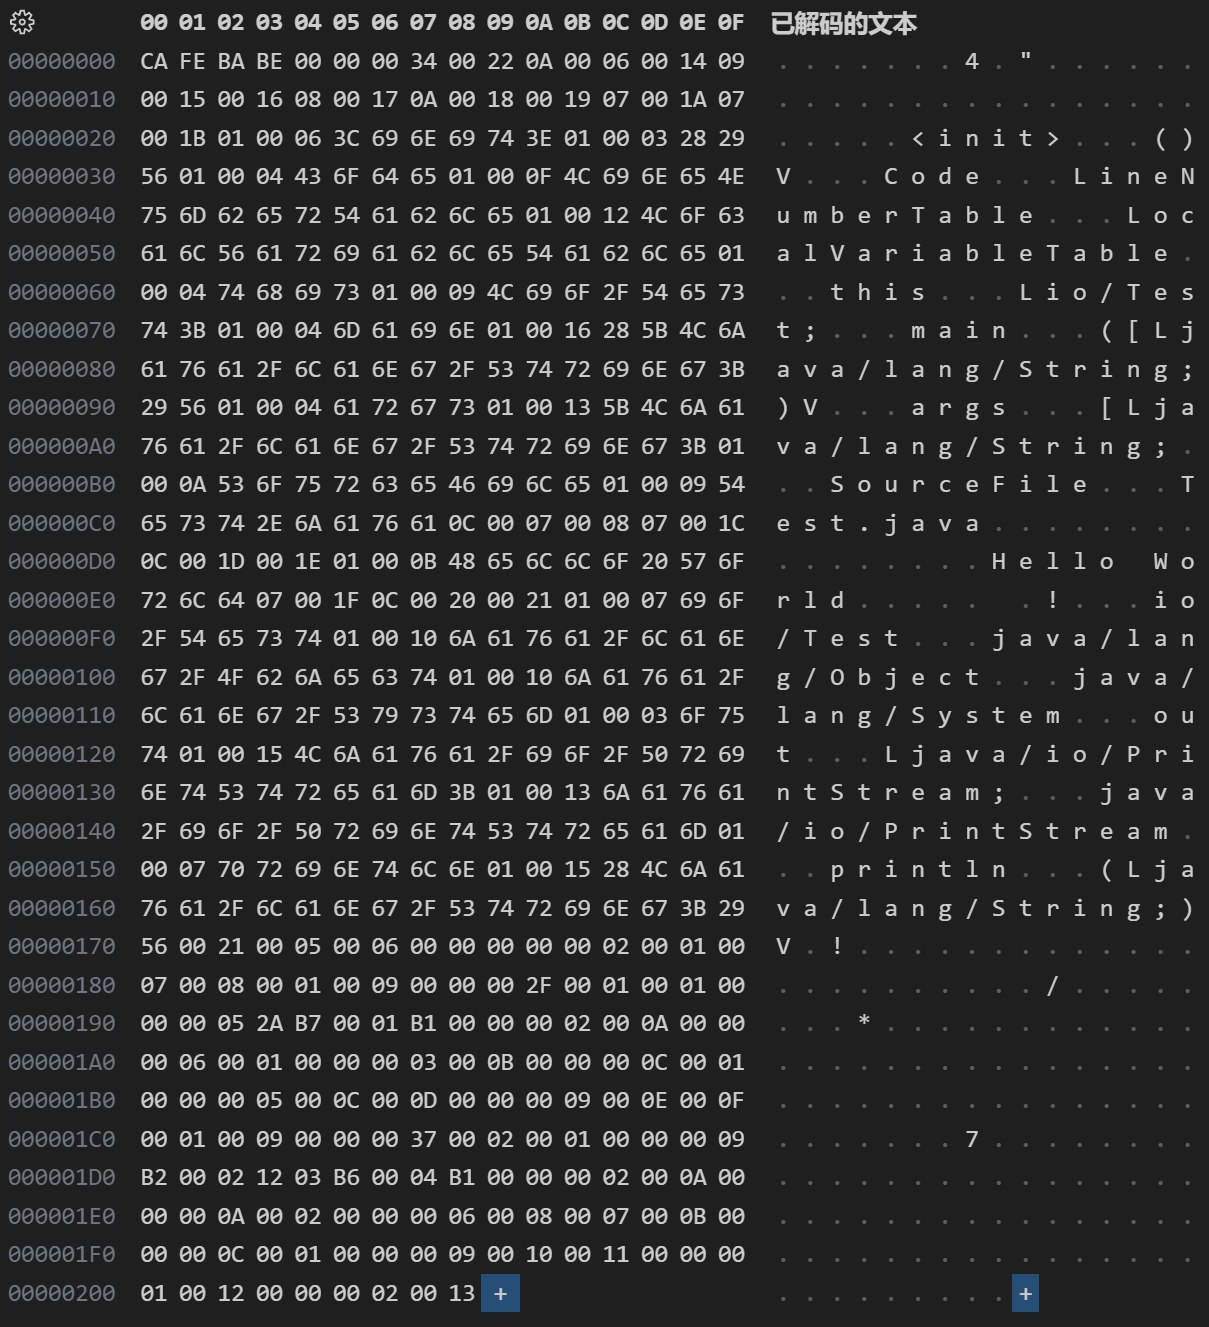 00 01 02 03 04 05 06 07 08 09 0A 0B 0C 0D 0E 0F 已解码的文本
00000000 CA FE BA BE 00 00 00 34 00 22 0A 00 06 00 14 09 . . . . . . . 4 . " . . . . . .
00000010 00 15 00 16 08 00 17 0A 00 18 00 19 07 00 1A 07 . . . . . . . . . . . . . . . .
00000020 00 1B 01 00 06 3C 69 6E 69 74 3E 01 00 03 28 29 . . . . . < i n i t > . . . ( )
00000030 56 01 00 04 43 6F 64 65 01 00 0F 4C 69 6E 65 4E V . . . C o d e . . . L i n e N
00000040 75 6D 62 65 72 54 61 62 6C 65 01 00 12 4C 6F 63 u m b e r T a b l e . . . L o c
00000050 61 6C 56 61 72 69 61 62 6C 65 54 61 62 6C 65 01 a l V a r i a b l e T a b l e .
00000060 00 04 74 68 69 73 01 00 09 4C 69 6F 2F 54 65 73 . . t h i s . . . L i o / T e s
00000070 74 3B 01 00 04 6D 61 69 6E 01 00 16 28 5B 4C 6A t ; . . . m a i n . . . ( [ L j
00000080 61 76 61 2F 6C 61 6E 67 2F 53 74 72 69 6E 67 3B a v a / l a n g / S t r i n g ;
00000090 29 56 01 00 04 61 72 67 73 01 00 13 5B 4C 6A 61 ) V . . . a r g s . . . [ L j a
000000A0 76 61 2F 6C 61 6E 67 2F 53 74 72 69 6E 67 3B 01 v a / l a n g / S t r i n g ; .
000000B0 00 0A 53 6F 75 72 63 65 46 69 6C 65 01 00 09 54 . . S o u r c e F i l e . . . T
000000C0 65 73 74 2E 6A 61 76 61 0C 00 07 00 08 07 00 1C e s t . j a v a . . . . . . . .
000000D0 0C 00 1D 00 1E 01 00 0B 48 65 6C 6C 6F 20 57 6F . . . . . . . . H e l l o   W o
000000E0 72 6C 64 07 00 1F 0C 00 20 00 21 01 00 07 69 6F r l d . . . . .   . ! . . . i o
000000F0 2F 54 65 73 74 01 00 10 6A 61 76 61 2F 6C 61 6E / T e s t . . . j a v a / l a n
00000100 67 2F 4F 62 6A 65 63 74 01 00 10 6A 61 76 61 2F g / O b j e c t . . . j a v a /
00000110 6C 61 6E 67 2F 53 79 73 74 65 6D 01 00 03 6F 75 l a n g / S y s t e m . . . o u
00000120 74 01 00 15 4C 6A 61 76 61 2F 69 6F 2F 50 72 69 t . . . L j a v a / i o / P r i
00000130 6E 74 53 74 72 65 61 6D 3B 01 00 13 6A 61 76 61 n t S t r e a m ; . . . j a v a
00000140 2F 69 6F 2F 50 72 69 6E 74 53 74 72 65 61 6D 01 / i o / P r i n t S t r e a m .
00000150 00 07 70 72 69 6E 74 6C 6E 01 00 15 28 4C 6A 61 . . p r i n t l n . . . ( L j a
00000160 76 61 2F 6C 61 6E 67 2F 53 74 72 69 6E 67 3B 29 v a / l a n g / S t r i n g ; )
00000170 56 00 21 00 05 00 06 00 00 00 00 00 02 00 01 00 V . ! . . . . . . . . . . . . .
00000180 07 00 08 00 01 00 09 00 00 00 2F 00 01 00 01 00 . . . . . . . . . . / . . . . .
00000190 00 00 05 2A B7 00 01 B1 00 00 00 02 00 0A 00 00 . . . * . . . . . . . . . . . .
000001A0 00 06 00 01 00 00 00 03 00 0B 00 00 00 0C 00 01 . . . . . . . . . . . . . . . .
000001B0 00 00 00 05 00 0C 00 0D 00 00 00 09 00 0E 00 0F . . . . . . . . . . . . . . . .
000001C0 00 01 00 09 00 00 00 37 00 02 00 01 00 00 00 09 . . . . . . . 7 . . . . . . . .
000001D0 B2 00 02 12 03 B6 00 04 B1 00 00 00 02 00 0A 00 . . . . . . . . . . . . . . . .
000001E0 00 00 0A 00 02 00 00 00 06 00 08 00 07 00 0B 00 . . . . . . . . . . . . . . . .
000001F0 00 00 0C 00 01 00 00 00 09 00 10 00 11 00 00 00 . . . . . . . . . . . . . . . .
00000200 01 00 12 00 00 00 02 00 13 + . . . . . . . . . +